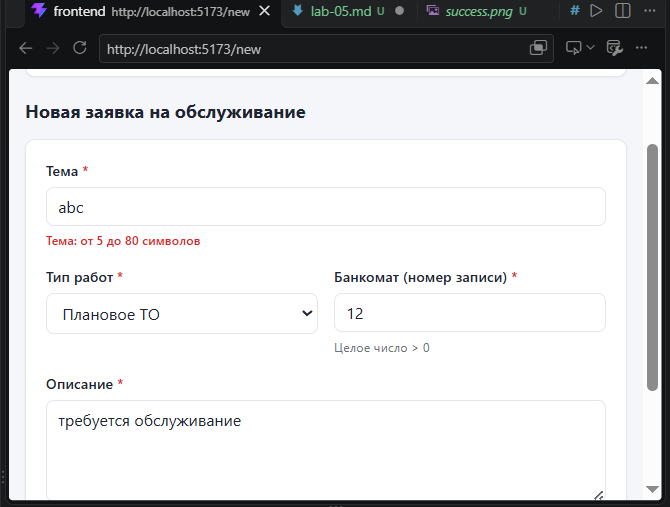 frontend http://localhost:5173/new lab-05.md U success.png U #
http://localhost:5173/new
Новая заявка на обслуживание
Тема *
abc
Тема: от 5 до 80 символов
Тип работ * Банкомат (номер записи) *
Плановое ТО 12
Целое число > 0
Описание *
требуется обслуживание